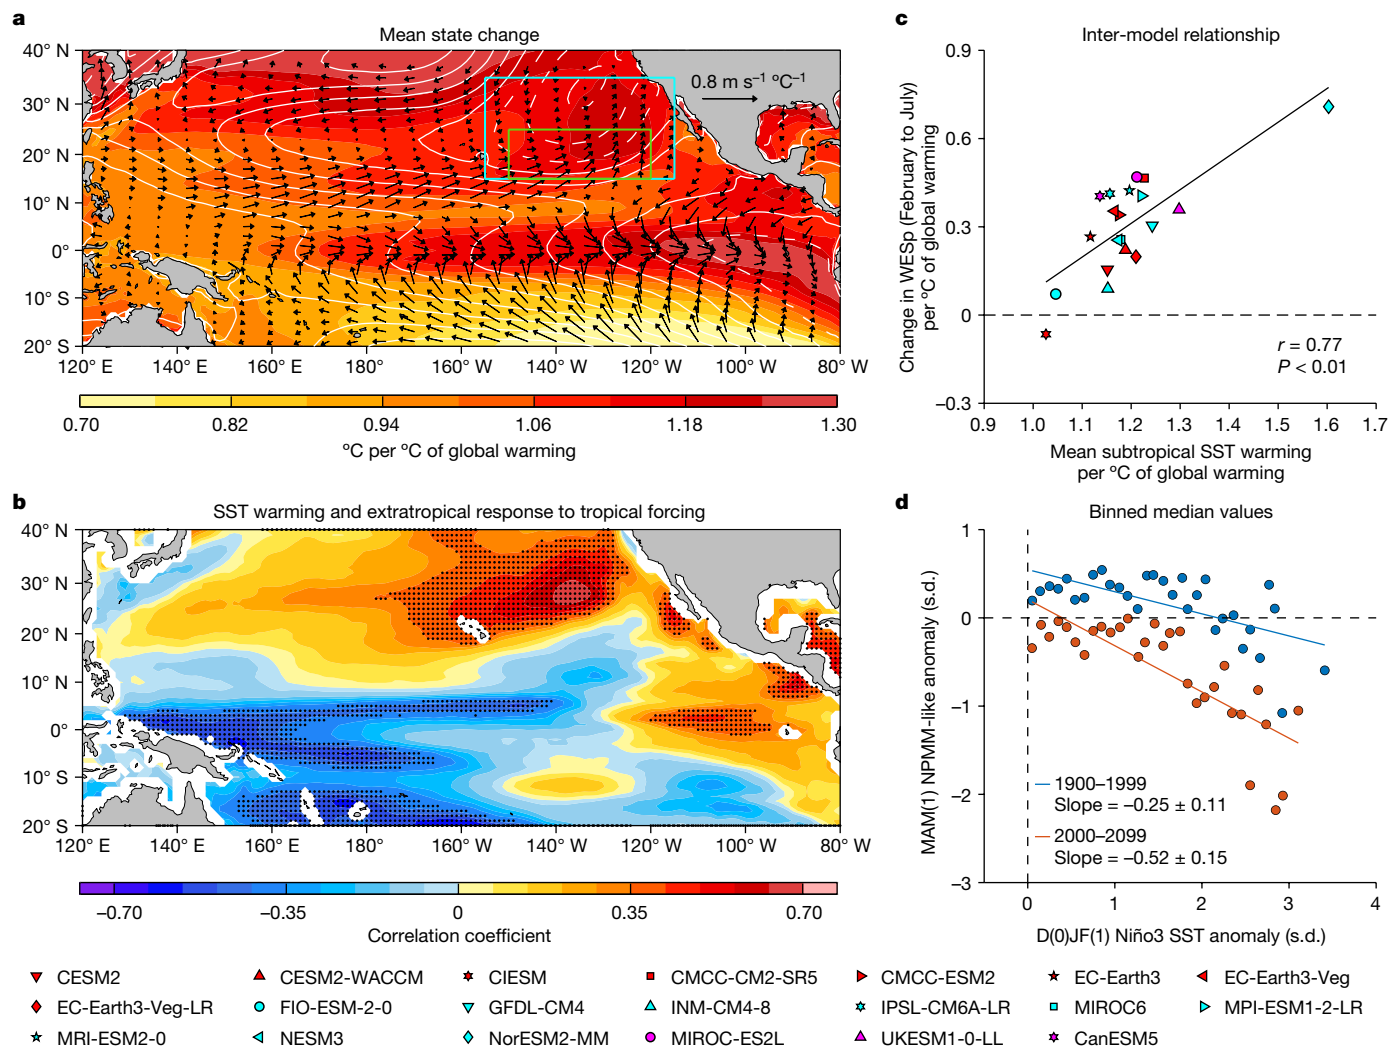 a
Mean state change
40° N
30° N
20° N
10° N
0°
10° S
20° S
0.8 m s⁻¹ °C⁻¹
120° E 140° E 160° E 180° W 160° W 140° W 120° W 100° W 80° W
0.70 0.82 0.94 1.06 1.18 1.30
°C per °C of global warming
b
SST warming and extratropical response to tropical forcing
40° N
30° N
20° N
10° N
0°
10° S
20° S
120° E 140° E 160° E 180° W 160° W 140° W 120° W 100° W 80° W
−0.70 −0.35 0 0.35 0.70
Correlation coefficient
c
Inter-model relationship
Change in WESp (February to July)
per °C of global warming
0.9
0.6
0.3
0
−0.3
r = 0.77
P < 0.01
0.9 1.0 1.1 1.2 1.3 1.4 1.5 1.6 1.7
Mean subtropical SST warming
per °C of global warming
d
Binned median values
MAM(1) NPMM-like anomaly (s.d.)
1
0
−1
−2
−3
1900–1999
Slope = −0.25 ± 0.11
2000–2099
Slope = −0.52 ± 0.15
0 1 2 3 4
D(0)JF(1) Niño3 SST anomaly (s.d.)
CESM2 CESM2-WACCM CIESM CMCC-CM2-SR5 CMCC-ESM2 EC-Earth3 EC-Earth3-Veg
EC-Earth3-Veg-LR FIO-ESM-2-0 GFDL-CM4 INM-CM4-8 IPSL-CM6A-LR MIROC6 MPI-ESM1-2-LR
MRI-ESM2-0 NESM3 NorESM2-MM MIROC-ES2L UKESM1-0-LL CanESM5